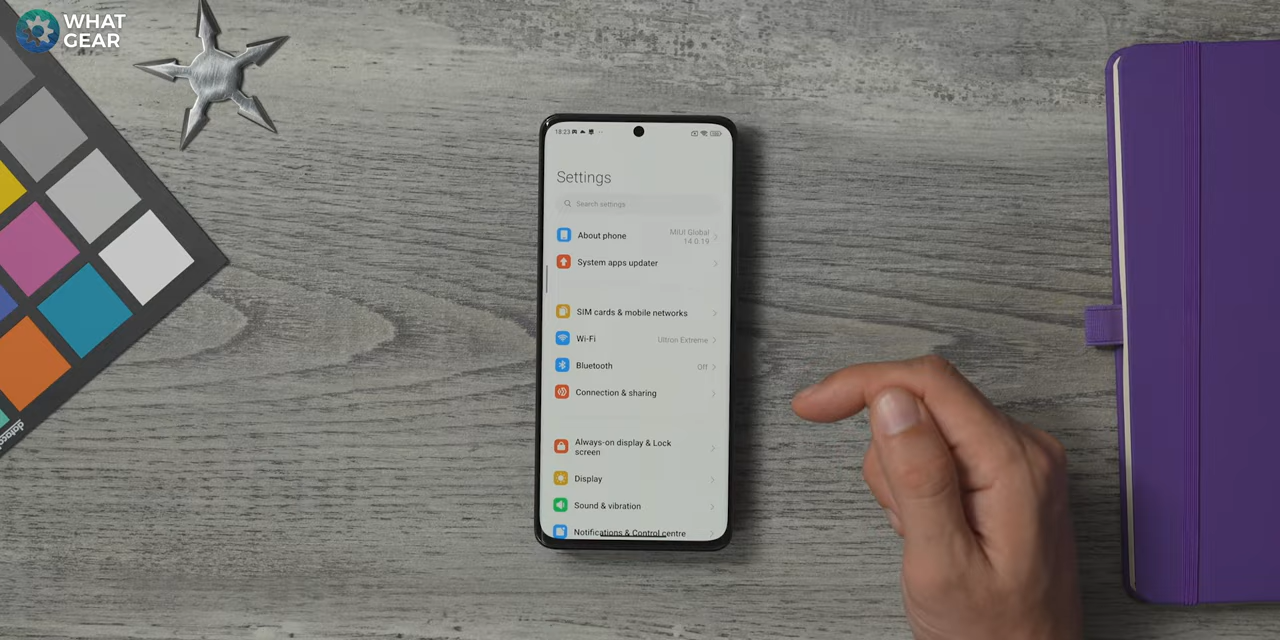 WHAT
GEAR
18:23
Settings
Search settings
About phone
MIUI Global
14.0.19
System apps updater
SIM cards & mobile networks
Wi-Fi
Ultron Extreme
Bluetooth
Off
Connection & sharing
Always-on display & Lock
screen
Display
Sound & vibration
Notifications & Control centre